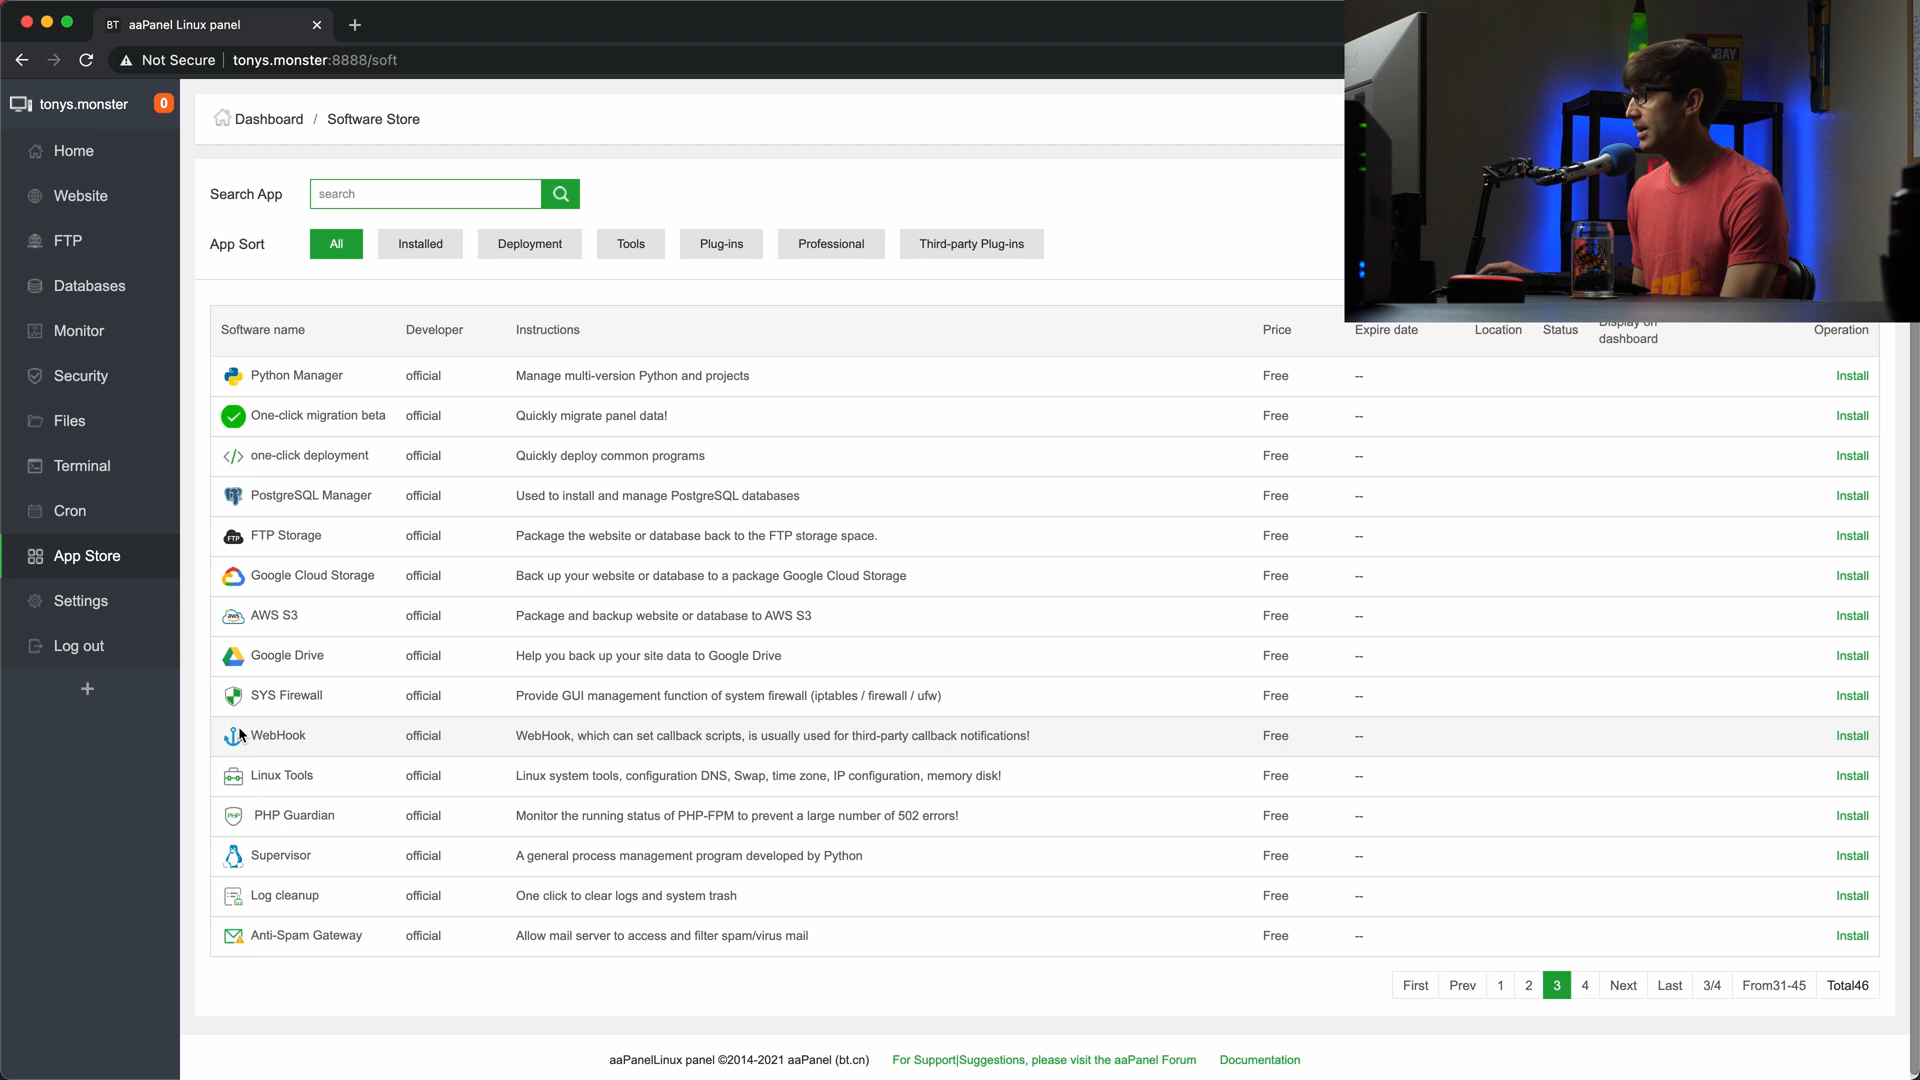 BT aaPanel Linux panel
Not Secure tonys.monster:8888/soft
tonys.monster 0
Home
Website
FTP
Databases
Monitor
Security
Files
Terminal
Cron
App Store
Settings
Log out
Dashboard / Software Store
Search App search
App Sort All Installed Deployment Tools Plug-ins Professional Third-party Plug-ins
Software name Developer Instructions Price Expire date Location Status Display on dashboard Operation
Python Manager official Manage multi-version Python and projects Free -- Install
One-click migration beta official Quickly migrate panel data! Free -- Install
one-click deployment official Quickly deploy common programs Free -- Install
PostgreSQL Manager official Used to install and manage PostgreSQL databases Free -- Install
FTP FTP Storage official Package the website or database back to the FTP storage space. Free -- Install
Google Cloud Storage official Back up your website or database to a package Google Cloud Storage Free -- Install
aws AWS S3 official Package and backup website or database to AWS S3 Free -- Install
Google Drive official Help you back up your site data to Google Drive Free -- Install
SYS Firewall official Provide GUI management function of system firewall (iptables / firewall / ufw) Free -- Install
WebHook official WebHook, which can set callback scripts, is usually used for third-party callback notifications! Free -- Install
Linux Tools official Linux system tools, configuration DNS, Swap, time zone, IP configuration, memory disk! Free -- Install
PHP PHP Guardian official Monitor the running status of PHP-FPM to prevent a large number of 502 errors! Free -- Install
Supervisor official A general process management program developed by Python Free -- Install
Log cleanup official One click to clear logs and system trash Free -- Install
Anti-Spam Gateway official Allow mail server to access and filter spam/virus mail Free -- Install
First Prev 1 2 3 4 Next Last 3/4 From31-45 Total46
aaPanelLinux panel ©2014-2021 aaPanel (bt.cn) For Support|Suggestions, please visit the aaPanel Forum Documentation